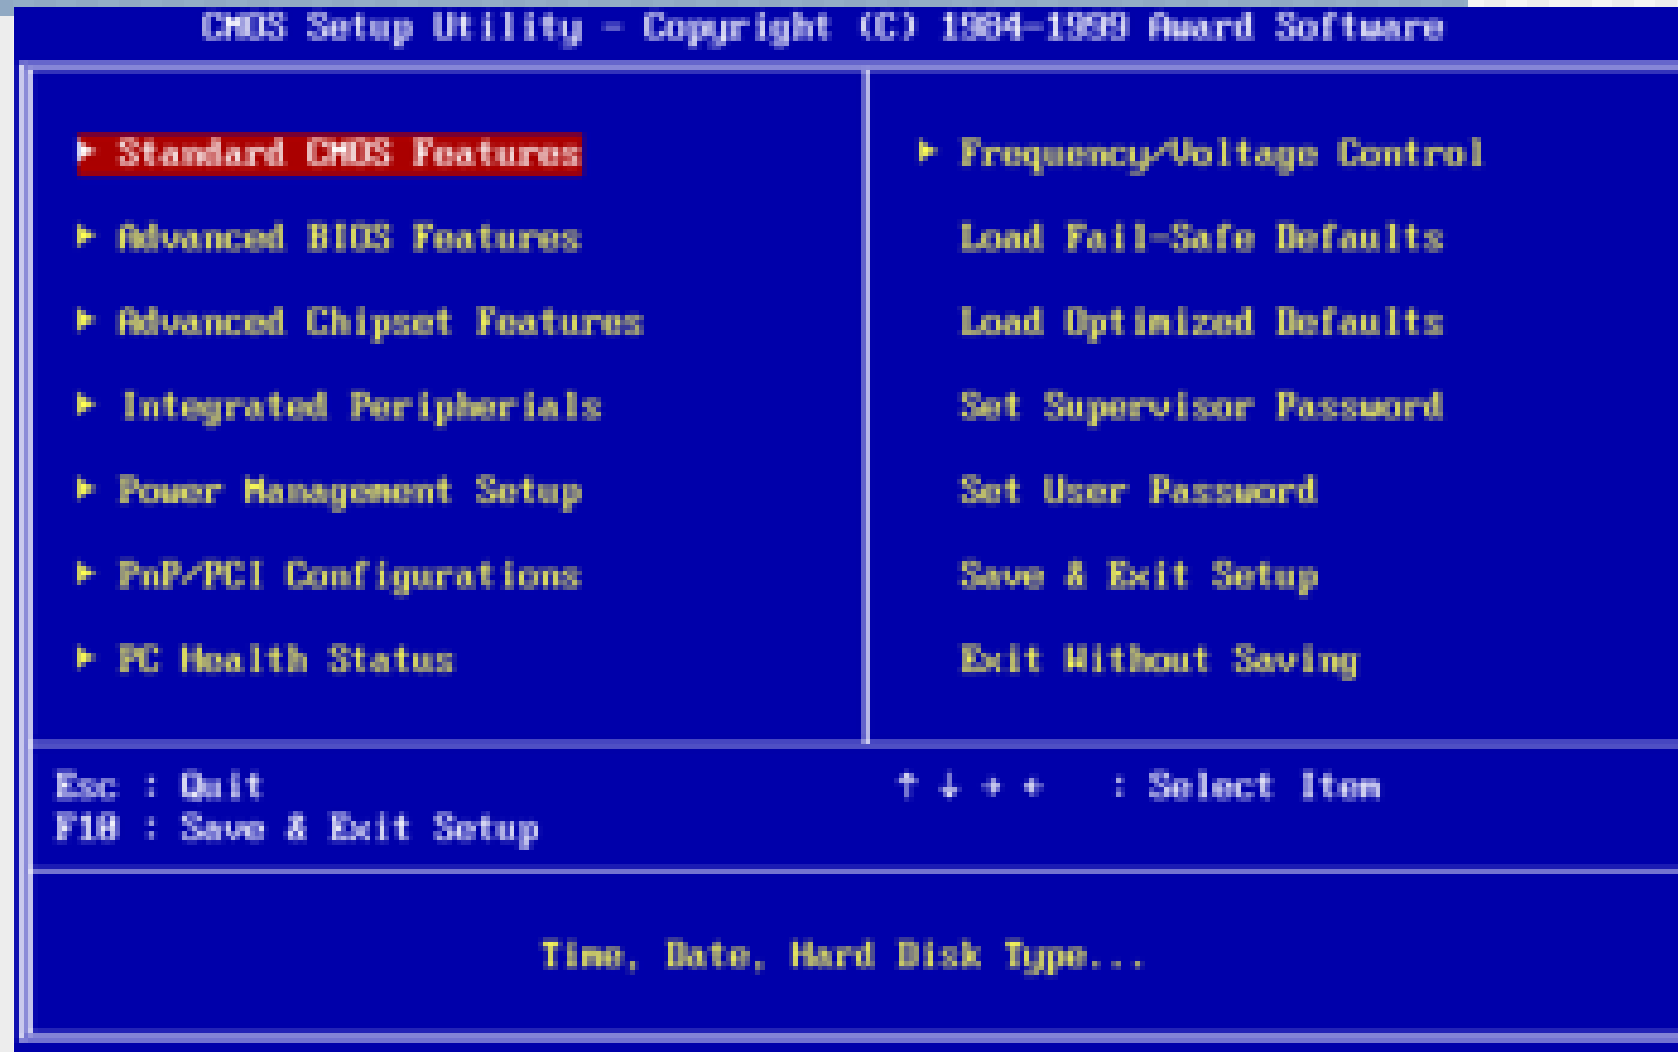 CMOS Setup Utility - Copyright (C) 1984-1999 Award Software
▶ Standard CMOS Features
▶ Advanced BIOS Features
▶ Advanced Chipset Features
▶ Integrated Peripherials
▶ Power Management Setup
▶ PnP/PCI Configurations
▶ PC Health Status
▶ Frequency/Voltage Control
Load Fail-Safe Defaults
Load Optimized Defaults
Set Supervisor Password
Set User Password
Save & Exit Setup
Exit Without Saving
Esc : Quit
F10 : Save & Exit Setup
↑ ↓ → ← : Select Item
Time, Date, Hard Disk Type...